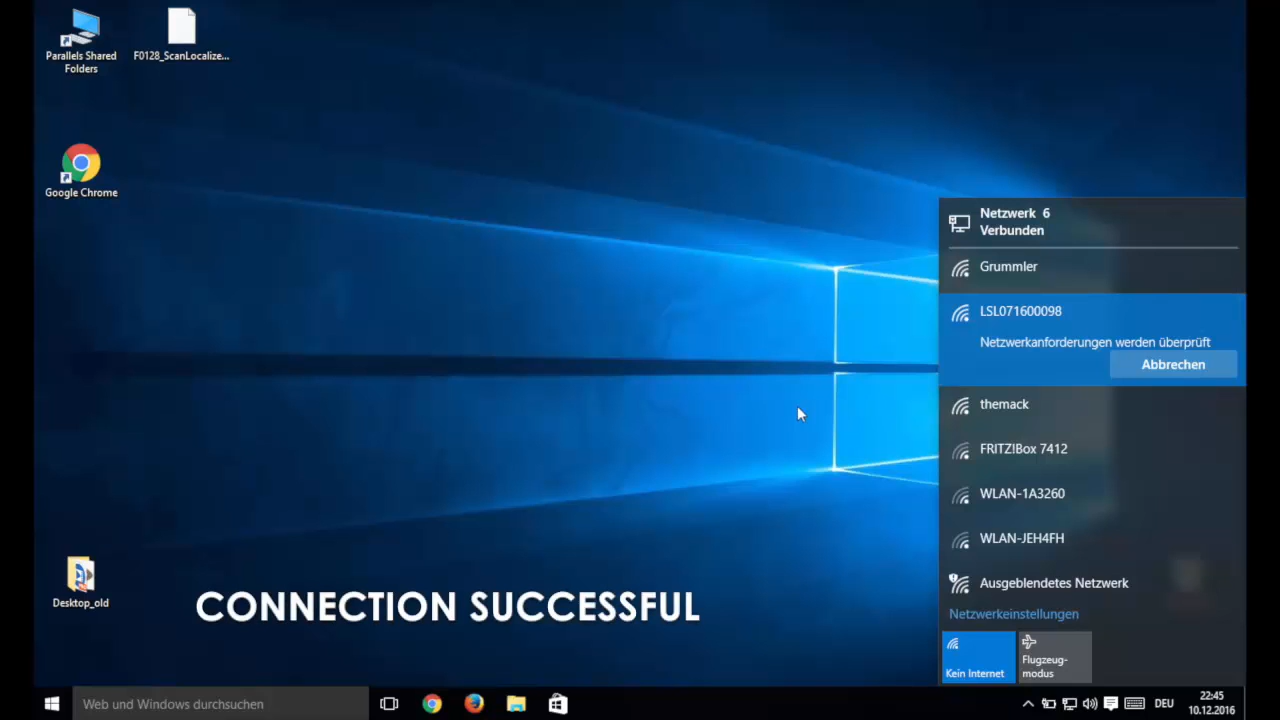 Parallels Shared
Folders
F0128_ScanLocalize...
Google Chrome
Netzwerk 6
Verbunden
Grummler
LSL071600098
Netzwerkanforderungen werden überprüft
Abbrechen
themack
FRITZ!Box 7412
WLAN-1A3260
WLAN-JEH4FH
Ausgeblendetes Netzwerk
Netzwerkeinstellungen
Kein Internet
Flugzeug-
modus
Desktop_old
CONNECTION SUCCESSFUL
Web und Windows durchsuchen
DEU
22:45
10.12.2016